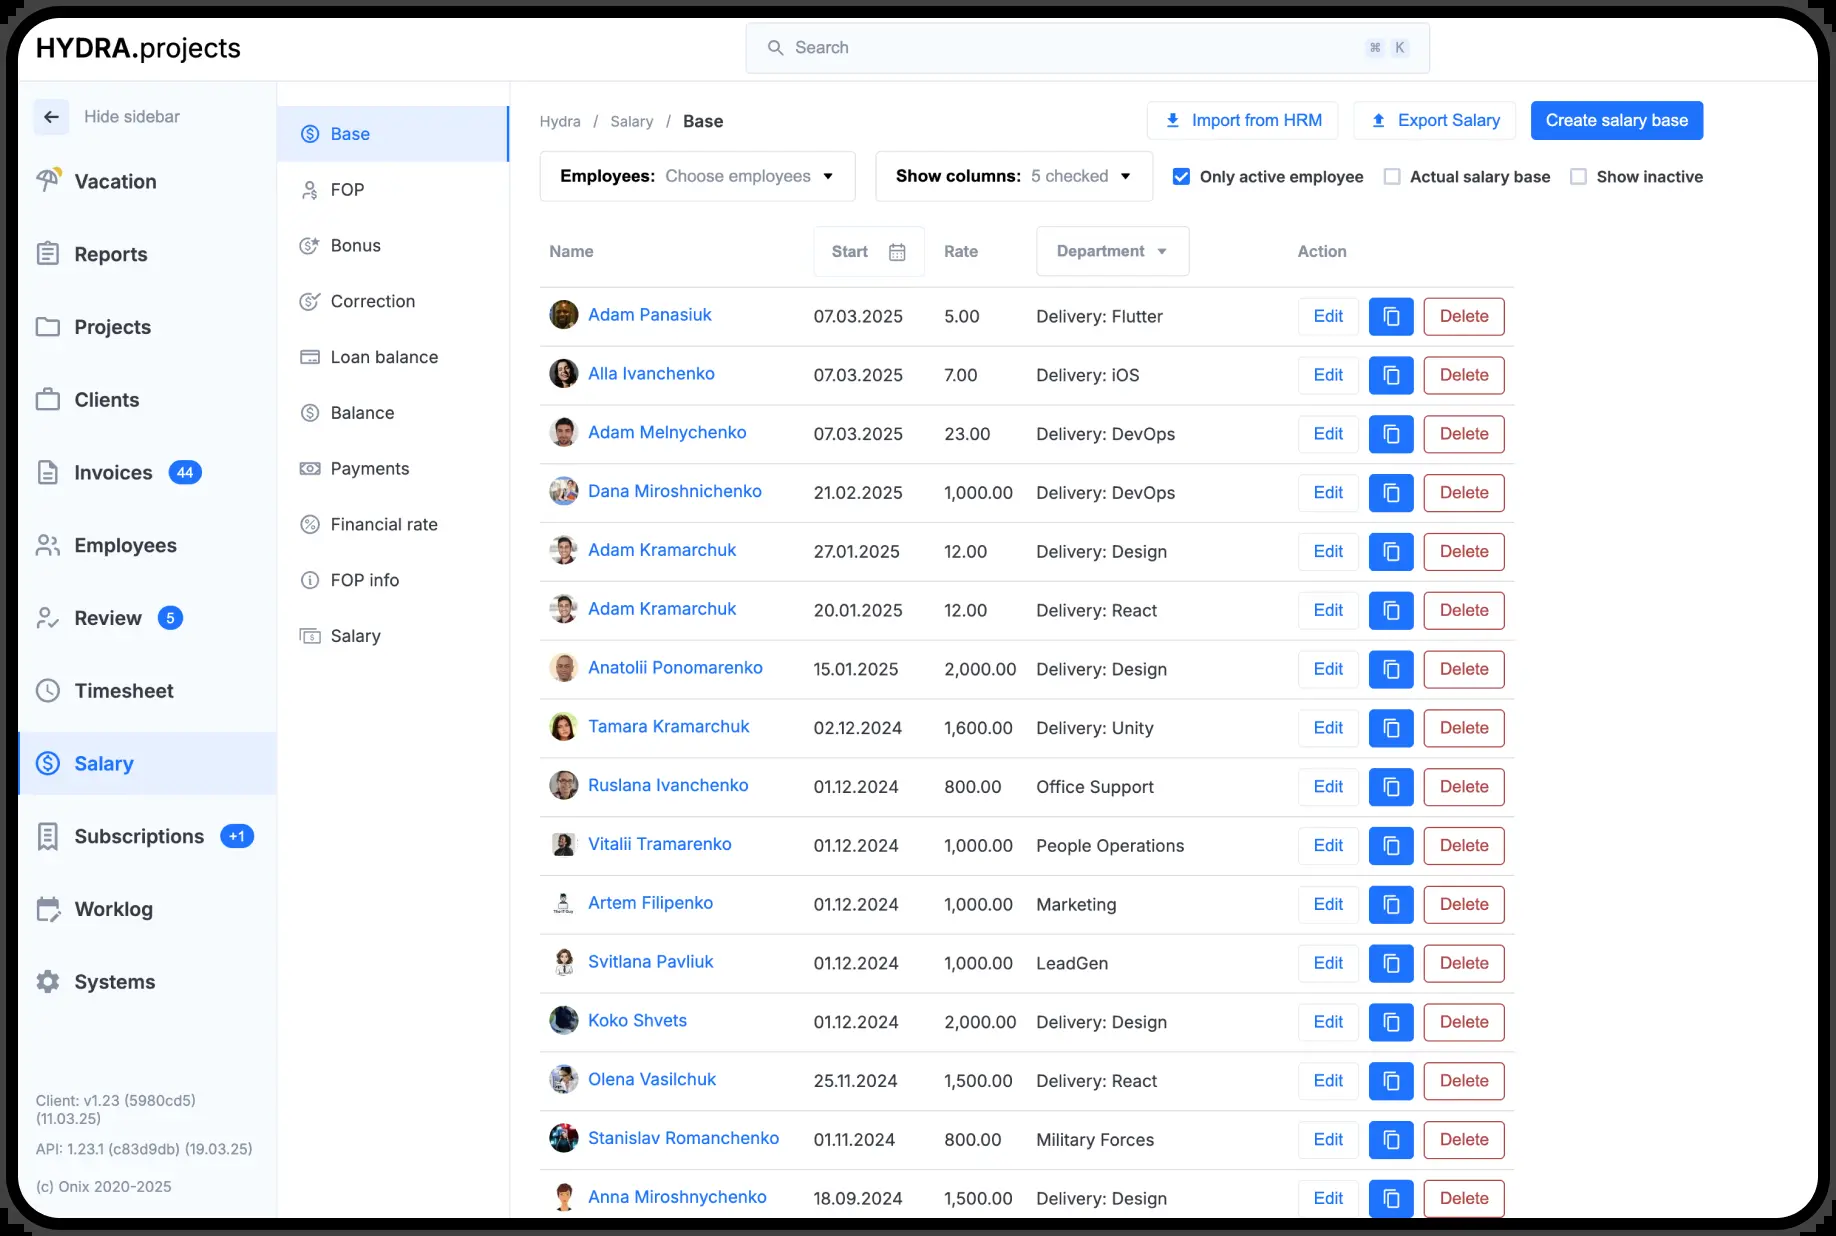 HYDRA.projects
Search
⌘ K
Hide sidebar
Vacation
Reports
Projects
Clients
Invoices 44
Employees
Review 5
Timesheet
Salary
Subscriptions +1
Worklog
Systems
Client: v1.23 (5980cd5)
(11.03.25)
API: 1.23.1 (c83d9db) (19.03.25)
(c) Onix 2020-2025
Base
FOP
Bonus
Correction
Loan balance
Balance
Payments
Financial rate
FOP info
Salary
Hydra / Salary / Base
Import from HRM
Export Salary
Create salary base
Employees: Choose employees
Show columns: 5 checked
Only active employee
Actual salary base
Show inactive
Name Start Rate Department Action
Adam Panasiuk 07.03.2025 5.00 Delivery: Flutter Edit Delete
Alla Ivanchenko 07.03.2025 7.00 Delivery: iOS Edit Delete
Adam Melnychenko 07.03.2025 23.00 Delivery: DevOps Edit Delete
Dana Miroshnichenko 21.02.2025 1,000.00 Delivery: DevOps Edit Delete
Adam Kramarchuk 27.01.2025 12.00 Delivery: Design Edit Delete
Adam Kramarchuk 20.01.2025 12.00 Delivery: React Edit Delete
Anatolii Ponomarenko 15.01.2025 2,000.00 Delivery: Design Edit Delete
Tamara Kramarchuk 02.12.2024 1,600.00 Delivery: Unity Edit Delete
Ruslana Ivanchenko 01.12.2024 800.00 Office Support Edit Delete
Vitalii Tramarenko 01.12.2024 1,000.00 People Operations Edit Delete
Artem Filipenko 01.12.2024 1,000.00 Marketing Edit Delete
Svitlana Pavliuk 01.12.2024 1,000.00 LeadGen Edit Delete
Koko Shvets 01.12.2024 2,000.00 Delivery: Design Edit Delete
Olena Vasilchuk 25.11.2024 1,500.00 Delivery: React Edit Delete
Stanislav Romanchenko 01.11.2024 800.00 Military Forces Edit Delete
Anna Miroshnychenko 18.09.2024 1,500.00 Delivery: Design Edit Delete